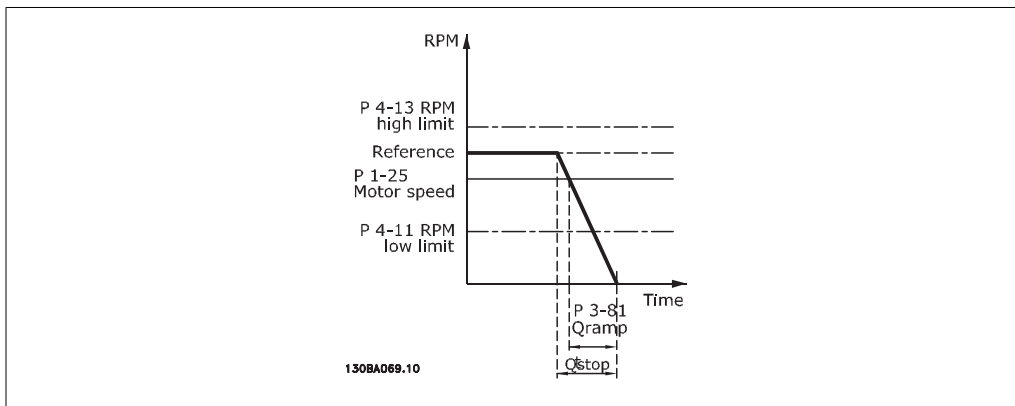 RPM
P 4-13 RPM
high limit
Reference
P 1-25
Motor speed
P 4-11 RPM
low limit
Time
P 3-81
Qramp
Qstop
130BA069.10